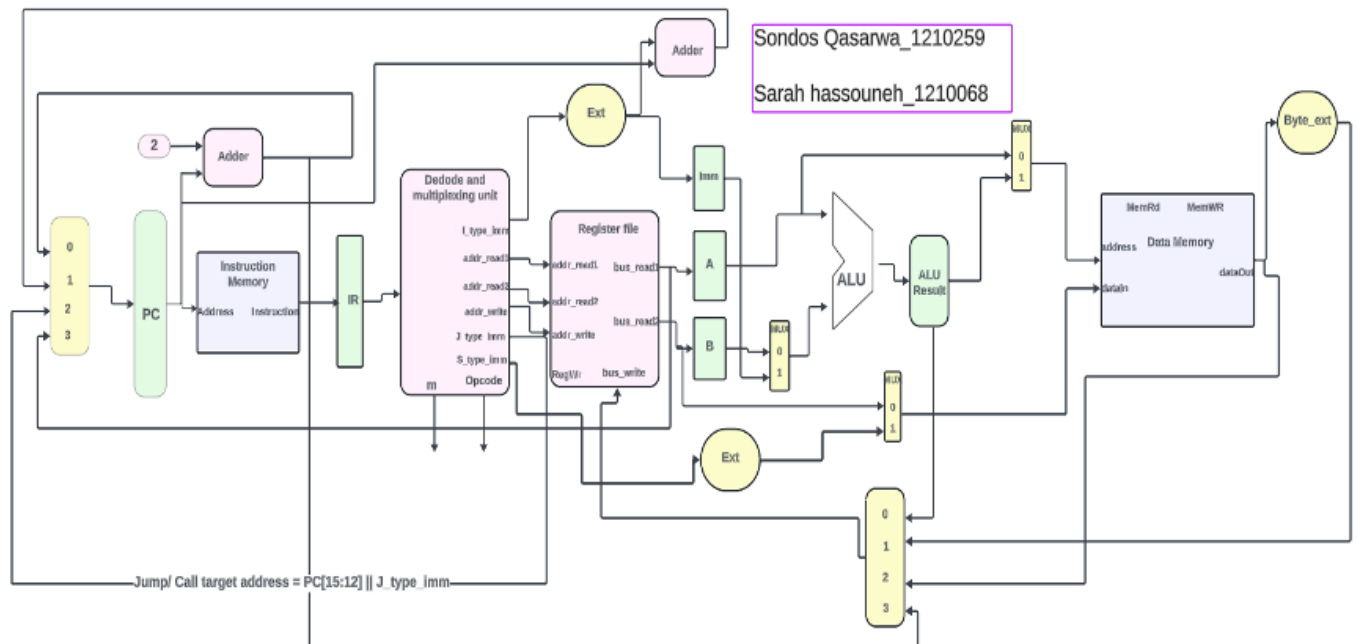 Sondos Qasarwa_1210259
Sarah hassouneh_1210068
Adder
Ext
Byte_ext
2
Adder
MUX
0
1
Dedode and
multiplexing unit
I_type_imm
addr_read1
addr_write
J type imm
S_type_imm
m
Opcode
Imm
Register file
addr_read1
addr_read2
addr_write
RegWr
bus_read1
bus_read2
bus_write
A
B
MUX
0
1
ALU
ALU
Result
MemRd
MemWR
address
Data Memory
dataOut
dataIn
0
1
2
3
PC
Instruction
Memory
Address
Instruction
IR
MUX
0
1
Ext
0
1
2
3
Jump/ Call target address = PC[15:12] || J_type_imm